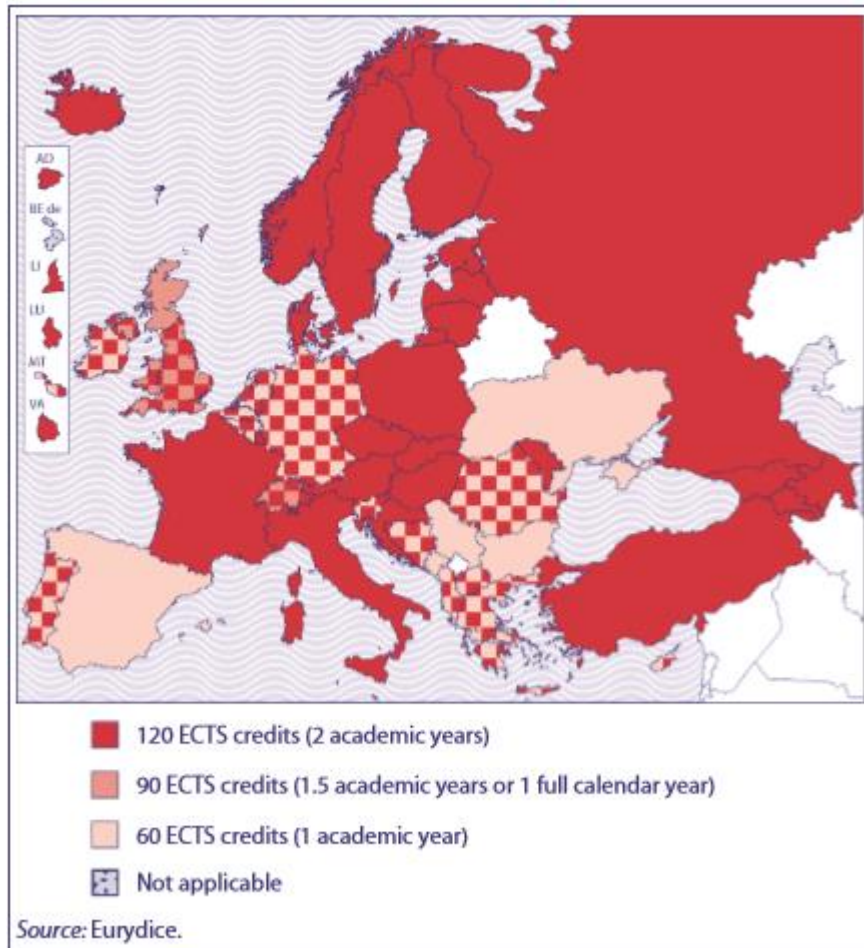 AD
BE de
LI
LU
MT
VA
120 ECTS credits (2 academic years)
90 ECTS credits (1.5 academic years or 1 full calendar year)
60 ECTS credits (1 academic year)
Not applicable
Source: Eurydice.